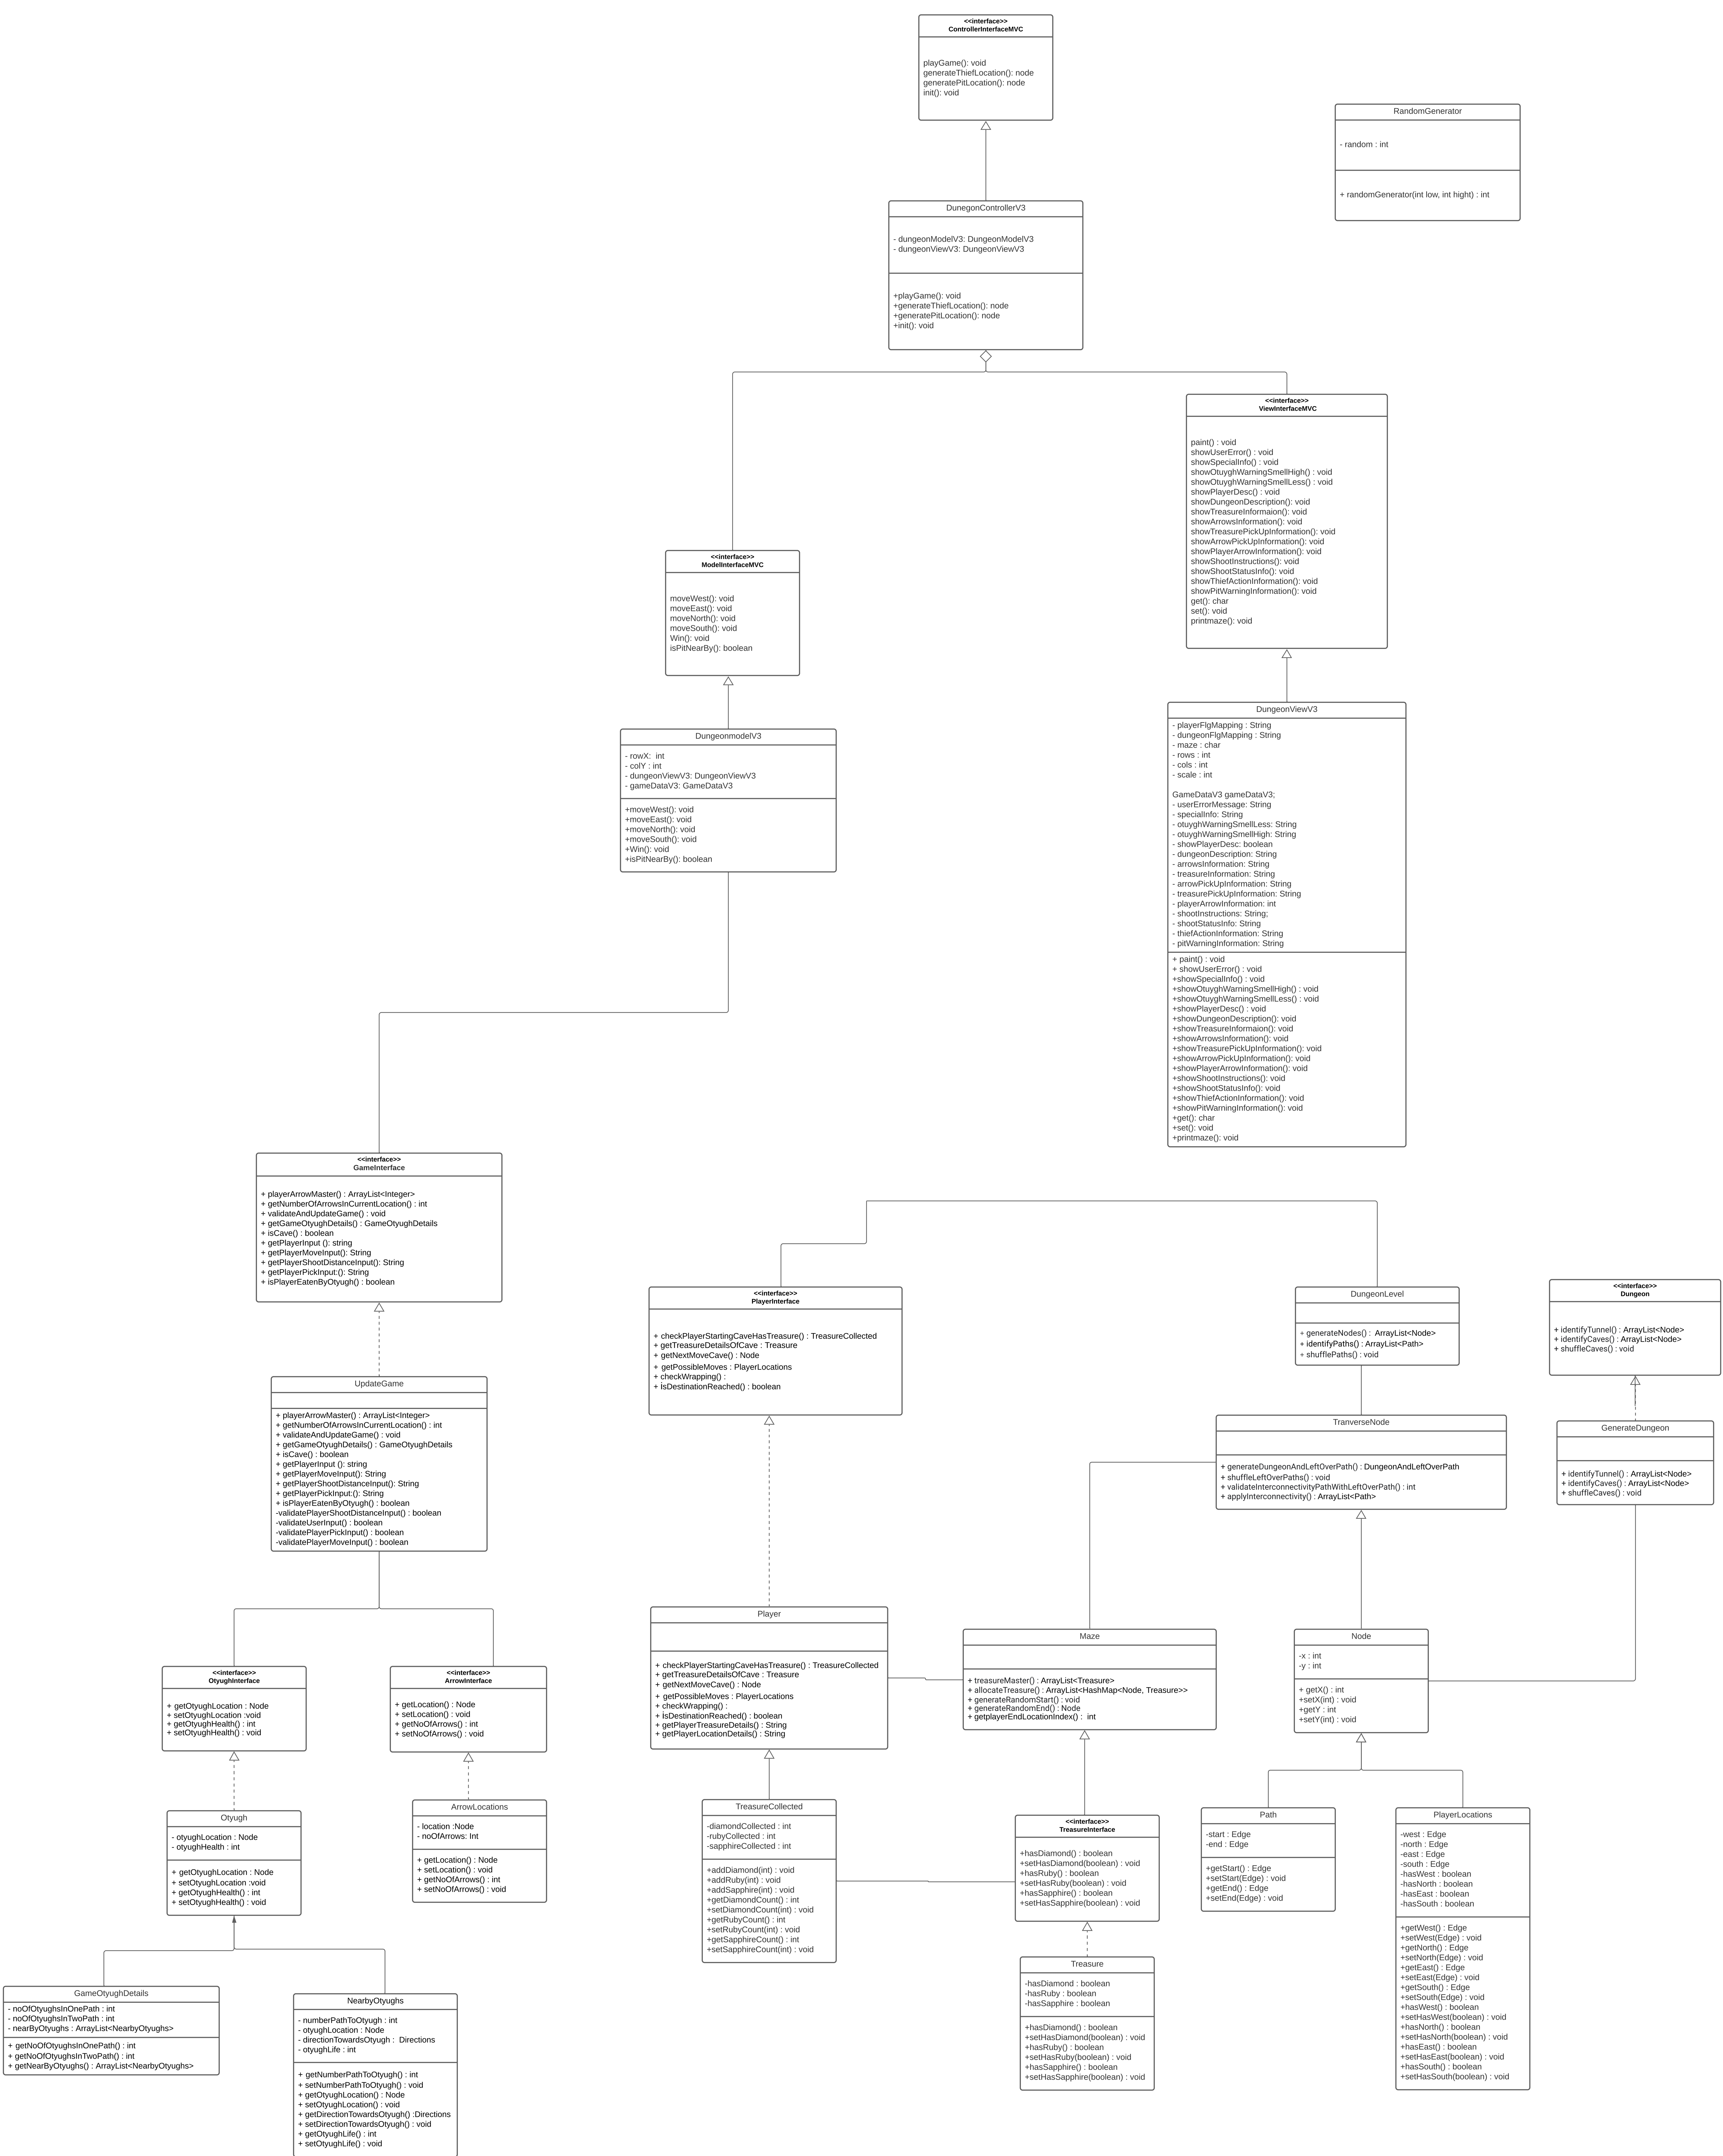 <<interface>>
ControllerInterfaceMVC
playGame(): void
generateThiefLocation(): node
generatePitLocation(): node
init(): void
RandomGenerator
- random : int
+ randomGenerator(int low, int hight) : int
DunegonControllerV3
- dungeonModelV3: DungeonModelV3
- dungeonViewV3: DungeonViewV3
+playGame(): void
+generateThiefLocation(): node
+generatePitLocation(): node
+init(): void
<<interface>>
ViewInterfaceMVC
paint() : void
showUserError() : void
showSpecialInfo() : void
showOtuyghWarningSmellHigh() : void
showOtuyghWarningSmellLess() : void
showPlayerDesc() : void
showDungeonDescription(): void
showTreasureInformaion(): void
showArrowsInformation(): void
showTreasurePickUpInformation(): void
showArrowPickUpInformation(): void
showPlayerArrowInformation(): void
showShootInstructions(): void
showShootStatusInfo(): void
showThiefActionInformation(): void
showPitWarningInformation(): void
get(): char
set(): void
printmaze(): void
<<interface>>
ModelInterfaceMVC
moveWest(): void
moveEast(): void
moveNorth(): void
moveSouth(): void
Win(): void
isPitNearBy(): boolean
DungeonmodelV3
- rowX:  int
- colY : int
- dungeonViewV3: DungeonViewV3
- gameDataV3: GameDataV3
+moveWest(): void
+moveEast(): void
+moveNorth(): void
+moveSouth(): void
+Win(): void
+isPitNearBy(): boolean
DungeonViewV3
- playerFlgMapping : String
- dungeonFlgMapping : String
- maze : char
- rows : int
- cols : int
- scale : int
GameDataV3 gameDataV3;
- userErrorMessage: String
- specialInfo: String
- otuyghWarningSmellLess: String
- otuyghWarningSmellHigh: String
- showPlayerDesc: boolean
- dungeonDescription: String
- arrowsInformation: String
- treasureInformation: String
- arrowPickUpInformation: String
- treasurePickUpInformation: String
- playerArrowInformation: int
- shootInstructions: String;
- shootStatusInfo: String
- thiefActionInformation: String
- pitWarningInformation: String
+ paint() : void
+ showUserError() : void
+showSpecialInfo() : void
+showOtuyghWarningSmellHigh() : void
+showOtuyghWarningSmellLess() : void
+showPlayerDesc() : void
+showDungeonDescription(): void
+showTreasureInformaion(): void
+showArrowsInformation(): void
+showTreasurePickUpInformation(): void
+showArrowPickUpInformation(): void
+showPlayerArrowInformation(): void
+showShootInstructions(): void
+showShootStatusInfo(): void
+showThiefActionInformation(): void
+showPitWarningInformation(): void
+get(): char
+set(): void
+printmaze(): void
<<interface>>
GameInterface
+ playerArrowMaster() : ArrayList<Integer>
+ getNumberOfArrowsInCurrentLocation() : int
+ validateAndUpdateGame() : void
+ getGameOtyughDetails() : GameOtyughDetails
+ isCave() : boolean
+ getPlayerInput (): string
+ getPlayerMoveInput(): String
+ getPlayerShootDistanceInput(): String
+ getPlayerPickInput:(): String
+ isPlayerEatenByOtyugh() : boolean
<<interface>>
PlayerInterface
+ checkPlayerStartingCaveHasTreasure() : TreasureCollected
+ getTreasureDetailsOfCave : Treasure
+ getNextMoveCave() : Node
+ getPossibleMoves : PlayerLocations
+ checkWrapping() :
+ isDestinationReached() : boolean
DungeonLevel
+ generateNodes() :  ArrayList<Node>
+ identifyPaths() : ArrayList<Path>
+ shufflePaths() : void
<<interface>>
Dungeon
+ identifyTunnel() : ArrayList<Node>
+ identifyCaves() : ArrayList<Node>
+ shuffleCaves() : void
UpdateGame
+ playerArrowMaster() : ArrayList<Integer>
+ getNumberOfArrowsInCurrentLocation() : int
+ validateAndUpdateGame() : void
+ getGameOtyughDetails() : GameOtyughDetails
+ isCave() : boolean
+ getPlayerInput (): string
+ getPlayerMoveInput(): String
+ getPlayerShootDistanceInput(): String
+ getPlayerPickInput:(): String
+ isPlayerEatenByOtyugh() : boolean
-validatePlayerShootDistanceInput() : boolean
-validateUserInput() : boolean
-validatePlayerPickInput() : boolean
-validatePlayerMoveInput() : boolean
TranverseNode
+ generateDungeonAndLeftOverPath() : DungeonAndLeftOverPath
+ shuffleLeftOverPaths() : void
+ validateInterconnectivityPathWithLeftOverPath() : int
+ applyInterconnectivity() : ArrayList<Path>
GenerateDungeon
+ identifyTunnel() : ArrayList<Node>
+ identifyCaves() : ArrayList<Node>
+ shuffleCaves() : void
Player
+ checkPlayerStartingCaveHasTreasure() : TreasureCollected
+ getTreasureDetailsOfCave : Treasure
+ getNextMoveCave() : Node
+ getPossibleMoves : PlayerLocations
+ checkWrapping() :
+ isDestinationReached() : boolean
+ getPlayerTreasureDetails() : String
+ getPlayerLocationDetails() : String
Maze
+ treasureMaster() : ArrayList<Treasure>
+ allocateTreasure() : ArrayList<HashMap<Node, Treasure>>
+ generateRandomStart() : void
+ generateRandomEnd() : Node
+ getplayerEndLocationIndex() :  int
Node
-x : int
-y : int
+ getX() : int
+setX(int) : void
+getY : int
+setY(int) : void
<<interface>>
OtyughInterface
+ getOtyughLocation : Node
+ setOtyughLocation :void
+ getOtyughHealth() : int
+ setOtyughHealth() : void
<<interface>>
ArrowInterface
+ getLocation() : Node
+ setLocation() : void
+ getNoOfArrows() : int
+ setNoOfArrows() : void
Otyugh
- otyughLocation : Node
- otyughHealth : int
+ getOtyughLocation : Node
+ setOtyughLocation :void
+ getOtyughHealth() : int
+ setOtyughHealth() : void
ArrowLocations
- location :Node
- noOfArrows: Int
+ getLocation() : Node
+ setLocation() : void
+ getNoOfArrows() : int
+ setNoOfArrows() : void
TreasureCollected
-diamondCollected : int
-rubyCollected : int
-sapphireCollected : int
+addDiamond(int) : void
+addRuby(int) : void
+addSapphire(int) : void
+getDiamondCount() : int
+setDiamondCount(int) : void
+getRubyCount() : int
+setRubyCount(int) : void
+getSapphireCount() : int
+setSapphireCount(int) : void
<<interface>>
TreasureInterface
+hasDiamond() : boolean
+setHasDiamond(boolean) : void
+hasRuby() : boolean
+setHasRuby(boolean) : void
+hasSapphire() : boolean
+setHasSapphire(boolean) : void
Path
-start : Edge
-end : Edge
+getStart() : Edge
+setStart(Edge) : void
+getEnd() : Edge
+setEnd(Edge) : void
PlayerLocations
-west : Edge
-north : Edge
-east : Edge
-south : Edge
-hasWest : boolean
-hasNorth : boolean
-hasEast : boolean
-hasSouth : boolean
+getWest() : Edge
+setWest(Edge) : void
+getNorth() : Edge
+setNorth(Edge) : void
+getEast() : Edge
+setEast(Edge) : void
+getSouth() : Edge
+setSouth(Edge) : void
+hasWest() : boolean
+setHasWest(boolean) : void
+hasNorth() : boolean
+setHasNorth(boolean) : void
+hasEast() : boolean
+setHasEast(boolean) : void
+hasSouth() : boolean
+setHasSouth(boolean) : void
Treasure
-hasDiamond : boolean
-hasRuby : boolean
-hasSapphire : boolean
+hasDiamond() : boolean
+setHasDiamond(boolean) : void
+hasRuby() : boolean
+setHasRuby(boolean) : void
+hasSapphire() : boolean
+setHasSapphire(boolean) : void
GameOtyughDetails
- noOfOtyughsInOnePath : int
- noOfOtyughsInTwoPath : int
- nearByOtyughs : ArrayList<NearbyOtyughs>
+ getNoOfOtyughsInOnePath() : int
+ getNoOfOtyughsInTwoPath() : int
+ getNearByOtyughs() : ArrayList<NearbyOtyughs>
NearbyOtyughs
- numberPathToOtyugh : int
- otyughLocation : Node
- directionTowardsOtyugh :  Directions
- otyughLife : int
+ getNumberPathToOtyugh() : int
+ setNumberPathToOtyugh() : void
+ getOtyughLocation() : Node
+ setOtyughLocation() : void
+ getDirectionTowardsOtyugh() :Directions
+ setDirectionTowardsOtyugh() : void
+ getOtyughLife() : int
+ setOtyughLife() : void